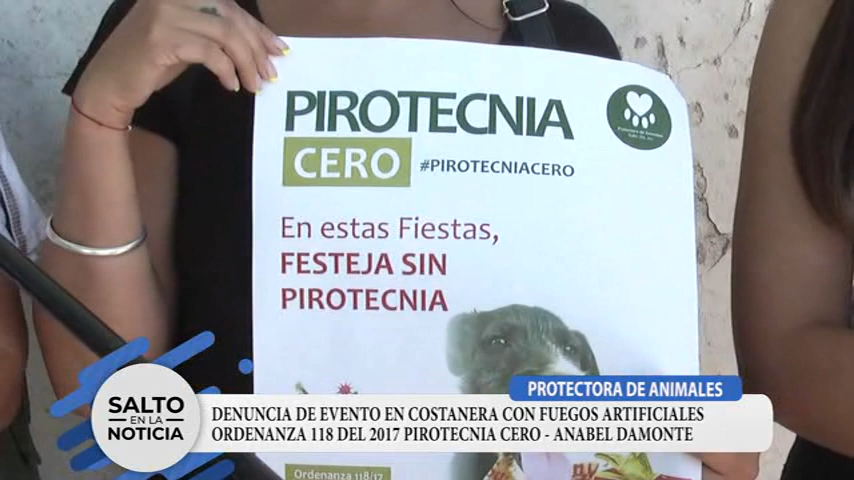 PIROTECNIA
CERO #PIROTECNIACERO
En estas Fiestas,
FESTEJA SIN
PIROTECNIA
Ordenanza 118/17
PROTECTORA DE ANIMALES
SALTO
EN LA
NOTICIA
DENUNCIA DE EVENTO EN COSTANERA CON FUEGOS ARTIFICIALES
ORDENANZA 118 DEL 2017 PIROTECNIA CERO - ANABEL DAMONTE